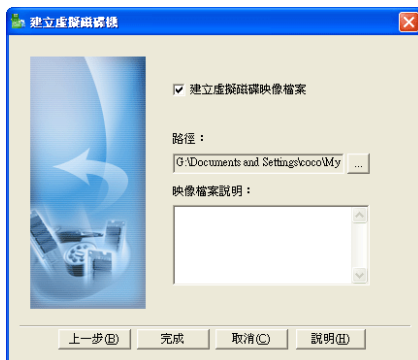 建立虛擬磁碟機
建立虛擬磁碟映像檔案
路徑：
G:\Documents and Settings\coco\My
...
映像檔案說明：
上一步(B)
完成
取消(C)
說明(H)